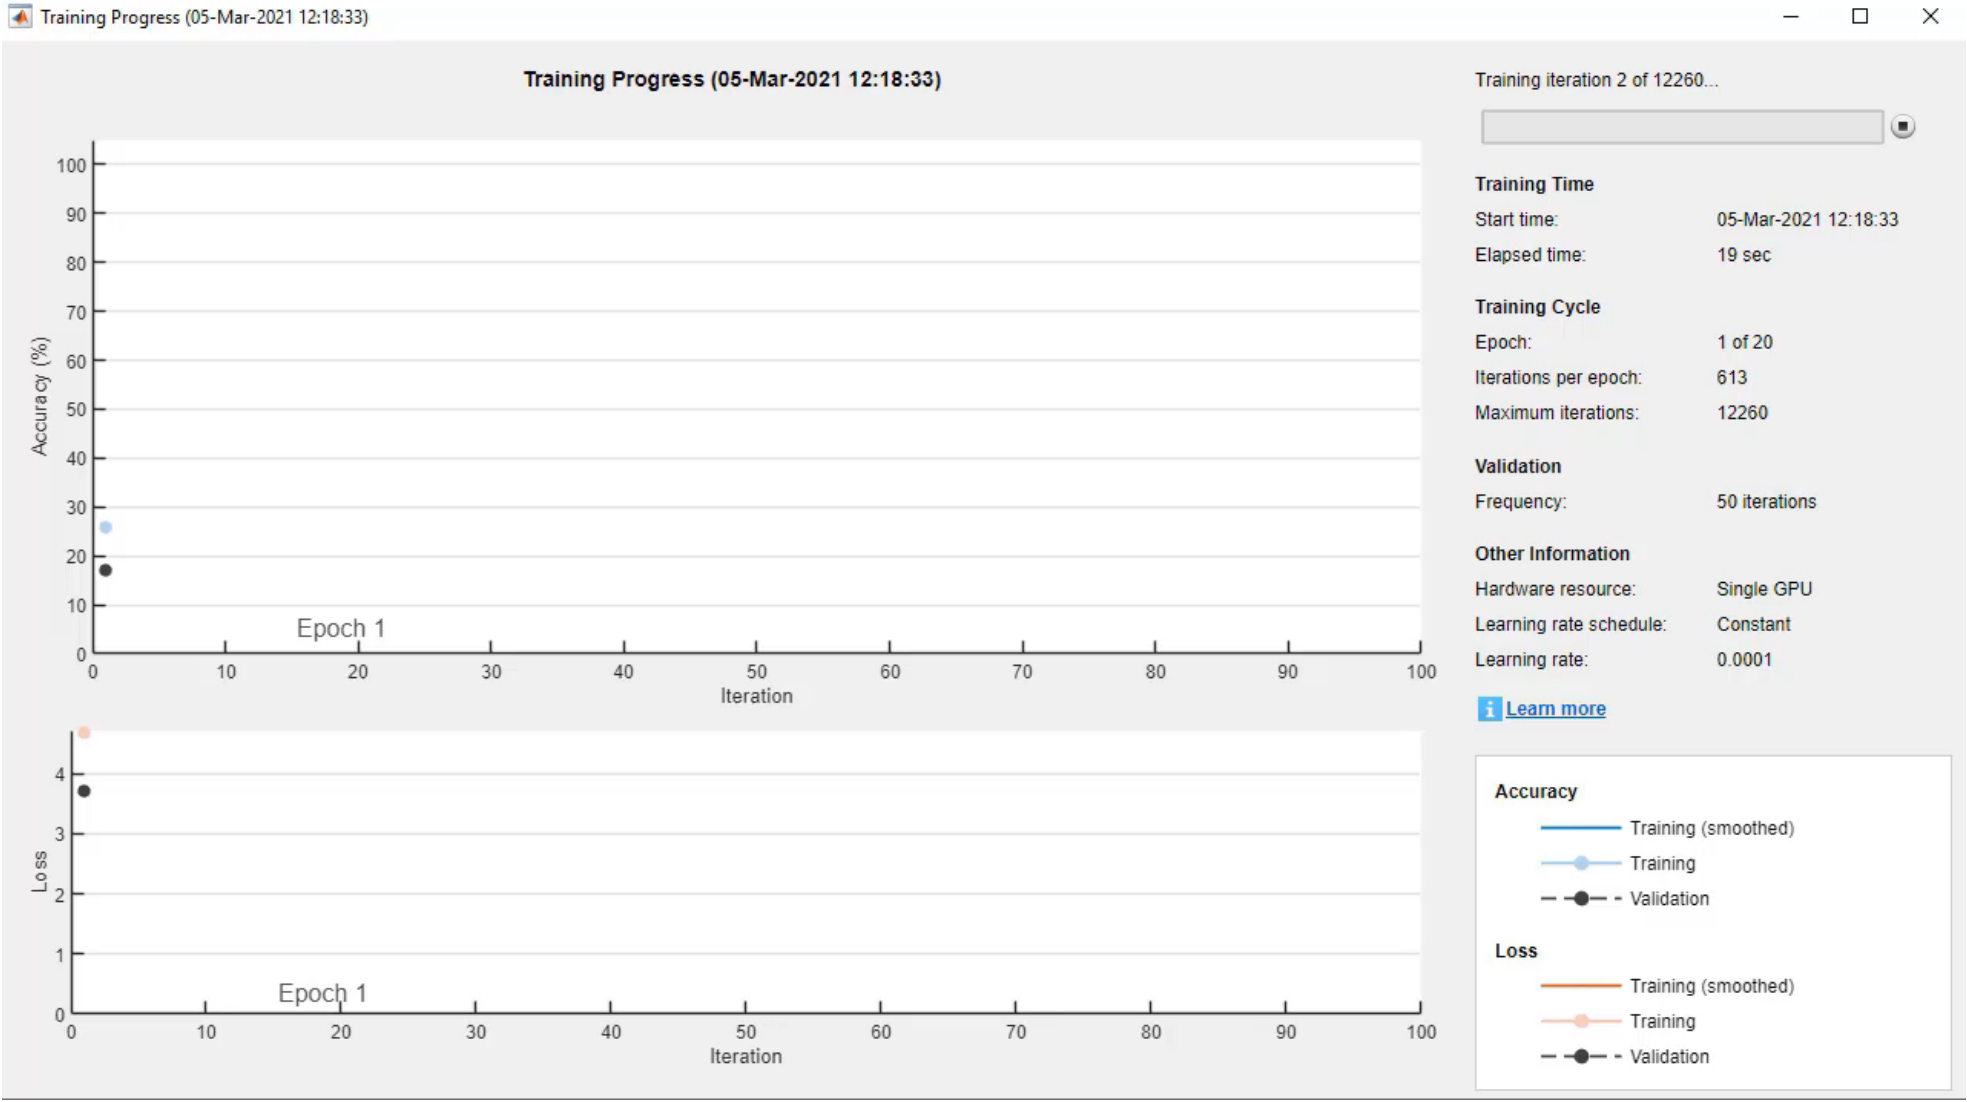 Training Progress (05-Mar-2021 12:18:33)
Training Progress (05-Mar-2021 12:18:33)
100
90
80
70
60
50
40
30
20
10
0
Accuracy (%)
Epoch 1
0 10 20 30 40 50 60 70 80 90 100
Iteration
4
3
2
1
0
Loss
Epoch 1
0 10 20 30 40 50 60 70 80 90 100
Iteration
Training iteration 2 of 12260...
Training Time
Start time: 05-Mar-2021 12:18:33
Elapsed time: 19 sec
Training Cycle
Epoch: 1 of 20
Iterations per epoch: 613
Maximum iterations: 12260
Validation
Frequency: 50 iterations
Other Information
Hardware resource: Single GPU
Learning rate schedule: Constant
Learning rate: 0.0001
i Learn more
Accuracy
Training (smoothed)
Training
Validation
Loss
Training (smoothed)
Training
Validation